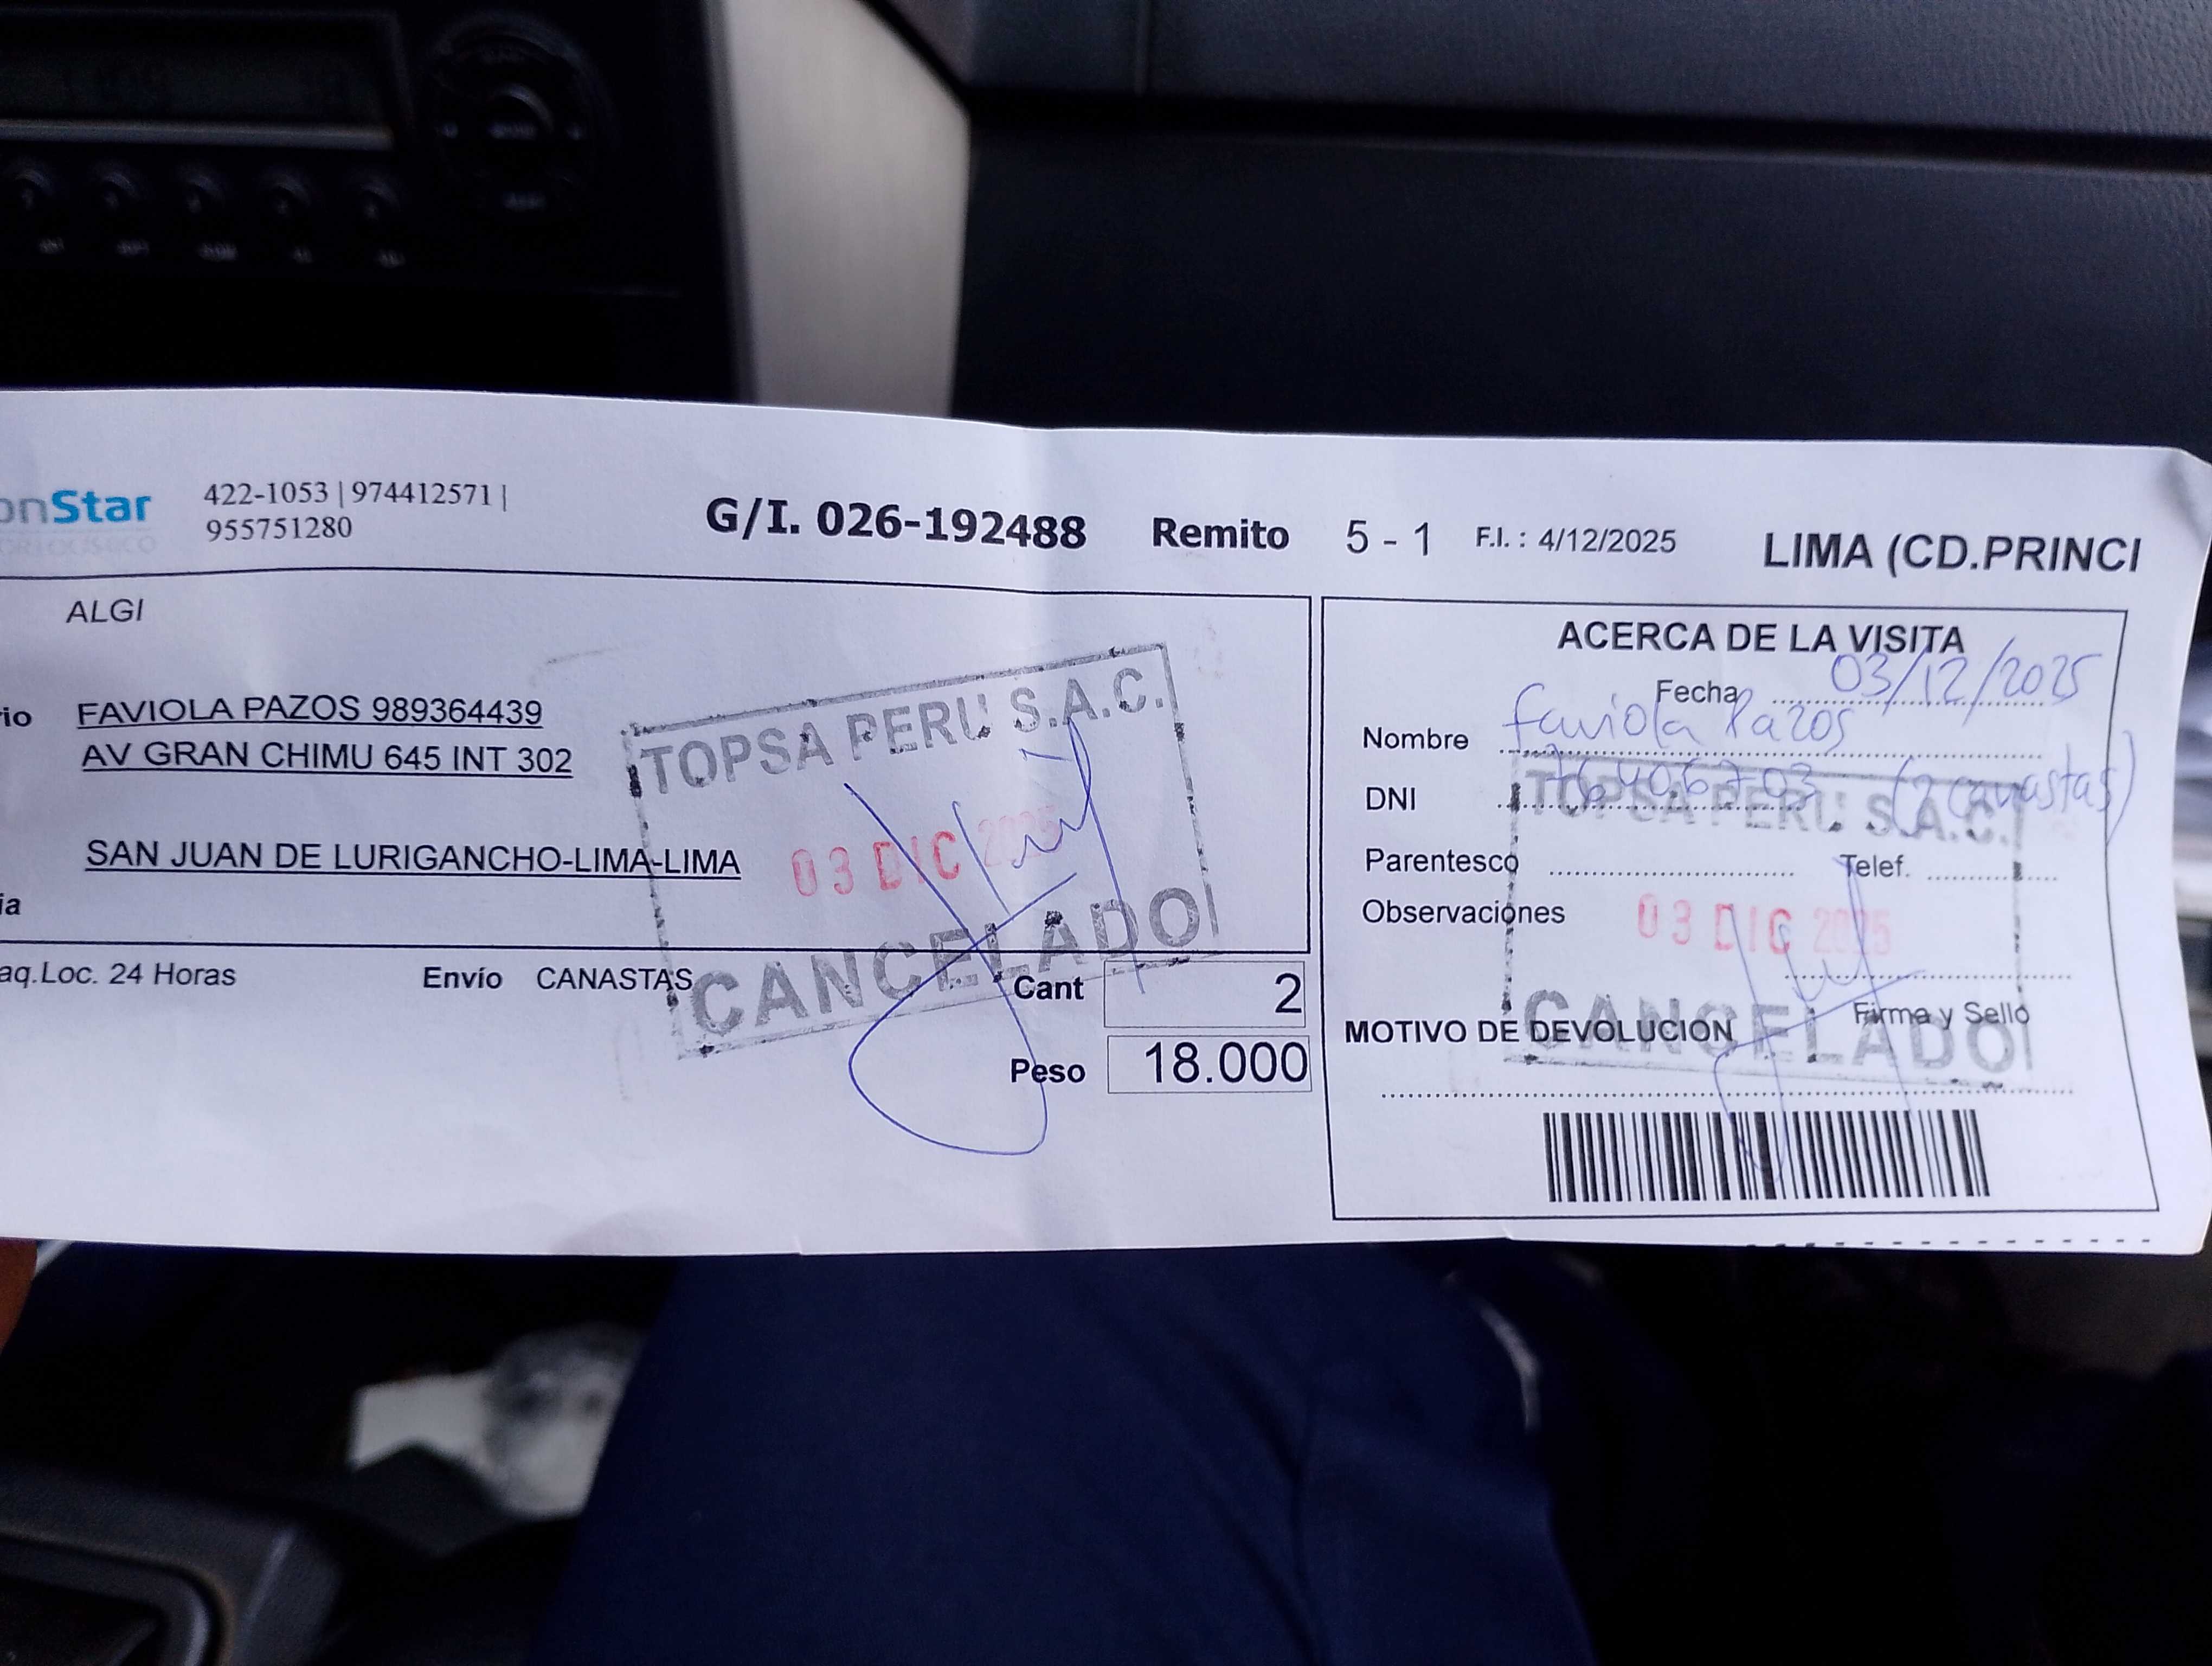 onStar
422-1053 | 974412571 |
955751280
G/I. 026-192488 Remito 5 - 1 F.I. : 4/12/2025 LIMA (CD.PRINCI
ALGI
rio FAVIOLA PAZOS 989364439
AV GRAN CHIMU 645 INT 302
SAN JUAN DE LURIGANCHO-LIMA-LIMA
ia
aq.Loc. 24 Horas Envío CANASTAS Cant 2
Peso 18.000
TOPSA PERU S.A.C.
03 DIC 2025
CANCELADO
ACERCA DE LA VISITA
Fecha 03/12/2025
Nombre Faviola Pazos
DNI 76406703 (2 canastas)
Parentesco Telef.
Observaciones
Firma y Sello
MOTIVO DE DEVOLUCION
TOPSA PERU S.A.C.
03 DIC 2025
CANCELADO